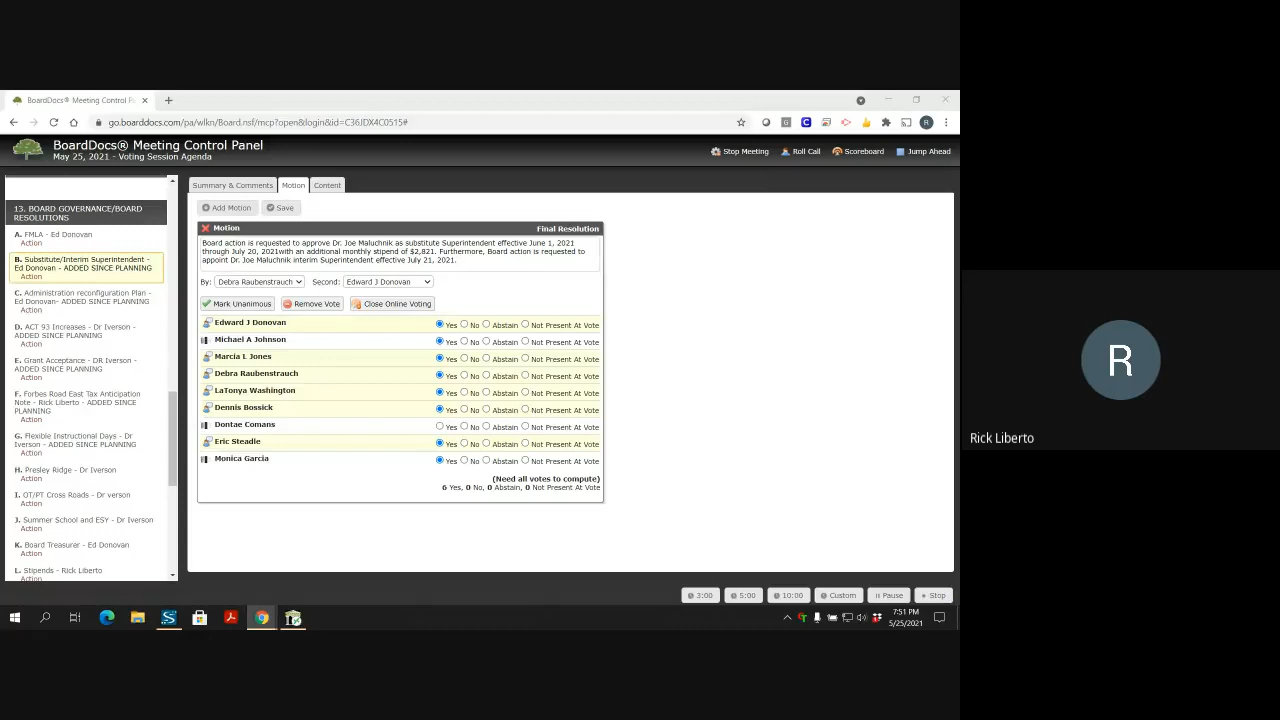 BoardDocs® Meeting Control P
go.boarddocs.com/pa/wlkn/Board.nsf/mcp?open&login&id=C36JDX4C0515#
R
BoardDocs® Meeting Control Panel
May 25, 2021 - Voting Session Agenda
Stop Meeting
Roll Call
Scoreboard
Jump Ahead
13. BOARD GOVERNANCE/BOARD
RESOLUTIONS
A. FMLA - Ed Donovan
Action
B. Substitute/Interim Superintendent -
Ed Donovan - ADDED SINCE PLANNING
Action
C. Administration reconfiguration Plan -
Ed Donovan- ADDED SINCE PLANNING
Action
D. ACT 93 Increases - Dr Iverson -
ADDED SINCE PLANNING
Action
E. Grant Acceptance - DR Iverson -
ADDED SINCE PLANNING
Action
F. Forbes Road East Tax Anticipation
Note - Rick Liberto - ADDED SINCE
PLANNING
Action
G. Flexible Instructional Days - Dr
Iverson - ADDED SINCE PLANNING
Action
H. Presley Ridge - Dr Iverson
Action
I. OT/PT Cross Roads - Dr verson
Action
J. Summer School and ESY - Dr Iverson
Action
K. Board Treasurer - Ed Donovan
Action
L. Stipends - Rick Liberto
Action
Summary & Comments
Motion
Content
Add Motion
Save
Motion
Final Resolution
Board action is requested to approve Dr. Joe Maluchnik as substitute Superintendent effective June 1, 2021
through July 20, 2021with an additional monthly stipend of $2,821. Furthermore, Board action is requested to
appoint Dr. Joe Maluchnik interim Superintendent effective July 21, 2021.
By: Debra Raubenstrauch Second: Edward J Donovan
Mark Unanimous
Remove Vote
Close Online Voting
Edward J Donovan Yes No Abstain Not Present At Vote
Michael A Johnson Yes No Abstain Not Present At Vote
Marcia L Jones Yes No Abstain Not Present At Vote
Debra Raubenstrauch Yes No Abstain Not Present At Vote
LaTonya Washington Yes No Abstain Not Present At Vote
Dennis Bossick Yes No Abstain Not Present At Vote
Dontae Comans Yes No Abstain Not Present At Vote
Eric Steadle Yes No Abstain Not Present At Vote
Monica Garcia Yes No Abstain Not Present At Vote
(Need all votes to compute)
6 Yes, 0 No, 0 Abstain, 0 Not Present At Vote
3:00
5:00
10:00
Custom
Pause
Stop
7:51 PM
5/25/2021
R
Rick Liberto